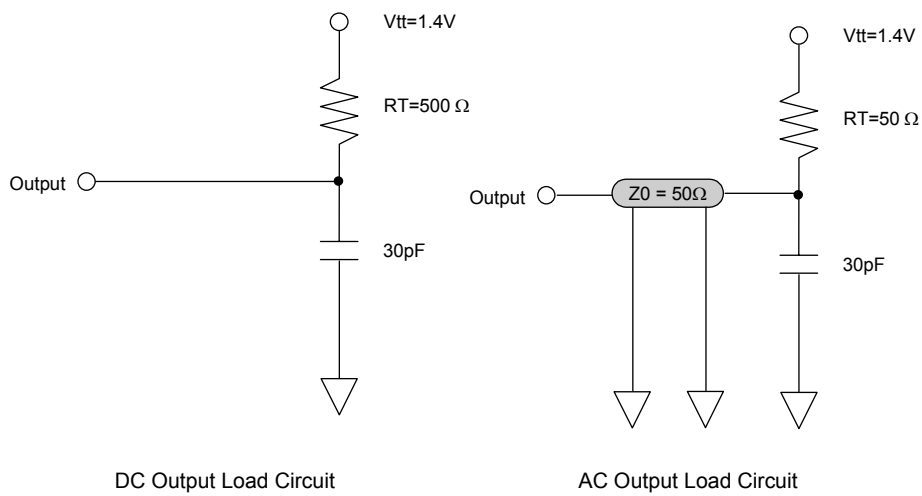 Vtt=1.4V
RT=500 Ω
Output
30pF
DC Output Load Circuit
Vtt=1.4V
RT=50 Ω
Output
Z0 = 50Ω
30pF
AC Output Load Circuit